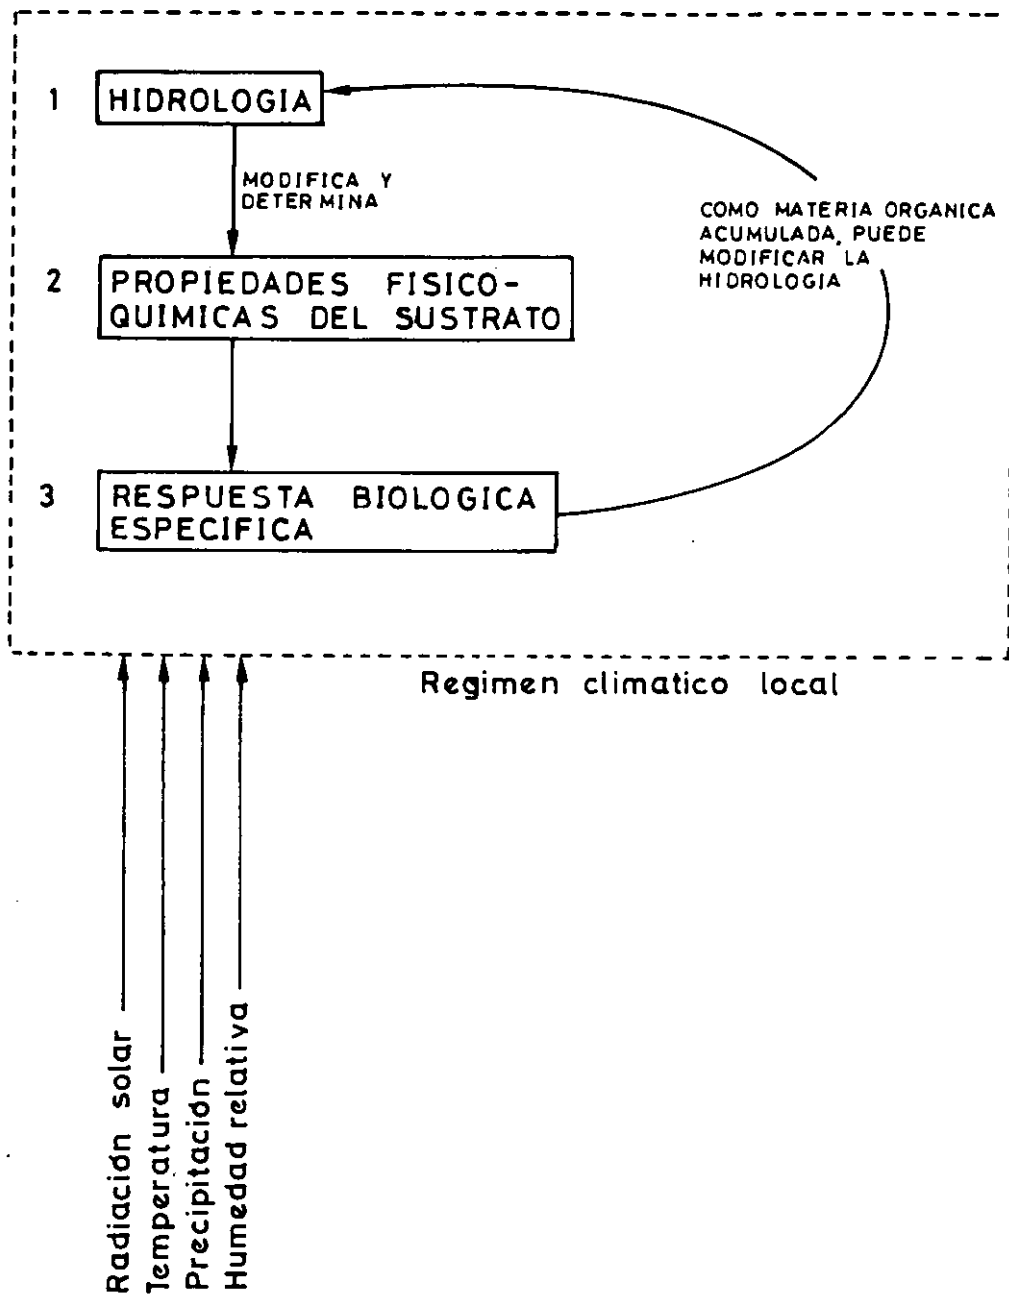 1 HIDROLOGIA
MODIFICA Y
DETERMINA
COMO MATERIA ORGANICA
ACUMULADA, PUEDE
MODIFICAR LA
HIDROLOGIA
2 PROPIEDADES FISICO-
QUIMICAS DEL SUSTRATO
3 RESPUESTA BIOLOGICA
ESPECIFICA
Regimen climatico local
Radiación solar
Temperatura
Precipitación
Humedad relativa